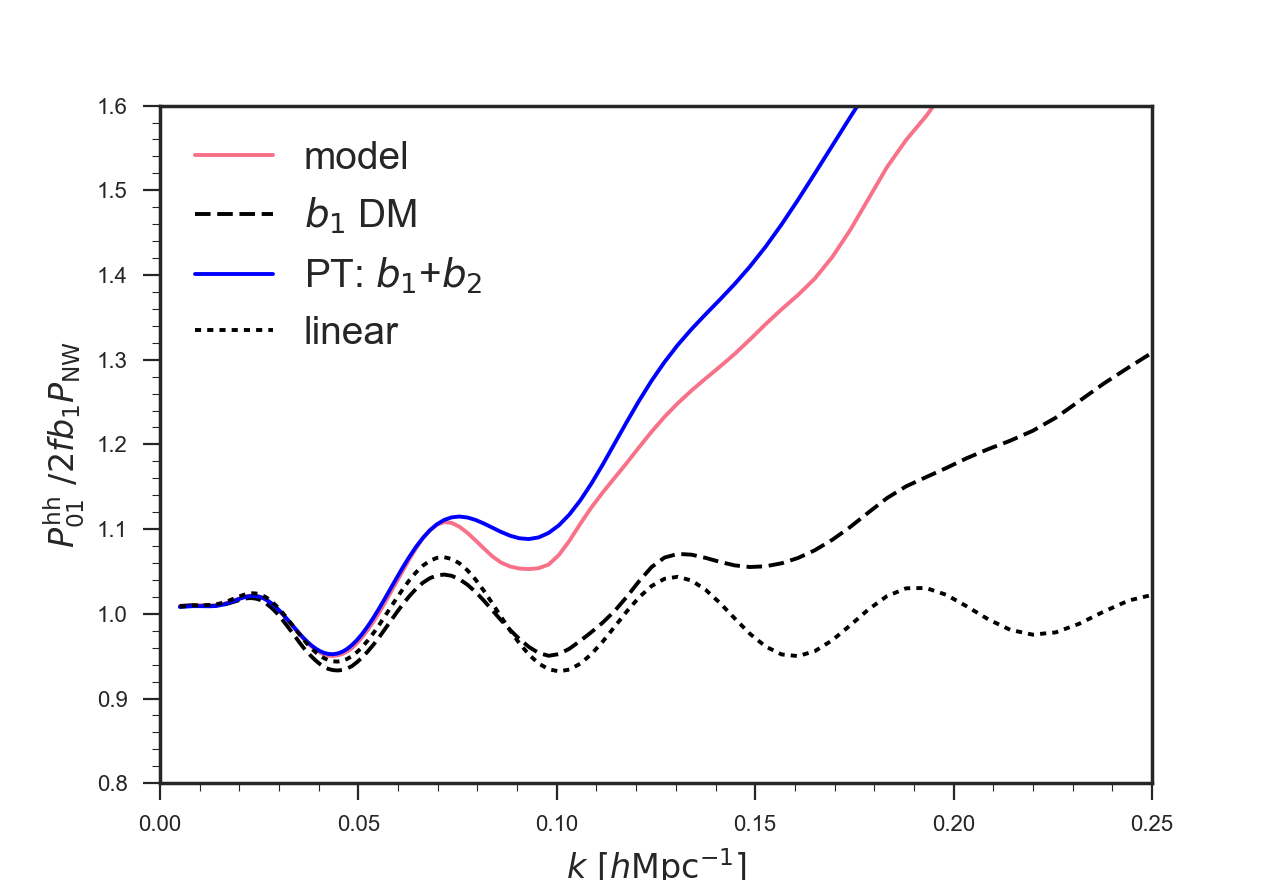 1.6
1.5
1.4
1.3
1.2
1.1
1.0
0.9
0.8
model
b₁ DM
PT: b₁+b₂
linear
P₀₁ʰʰ /2fb₁P_NW
0.00 0.05 0.10 0.15 0.20 0.25
k [hMpc⁻¹]